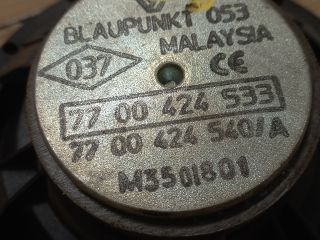 BLAUPUNKT 053
MALAYSIA
037 CE
77 00 424 533
77 00 424 540/A
M3501801